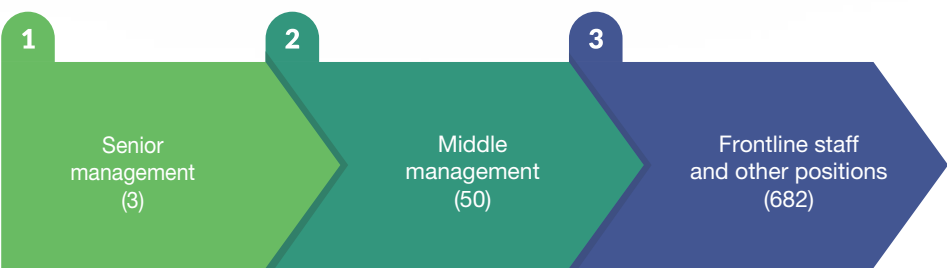 1
Senior
management
(3)
2
Middle
management
(50)
3
Frontline staff
and other positions
(682)